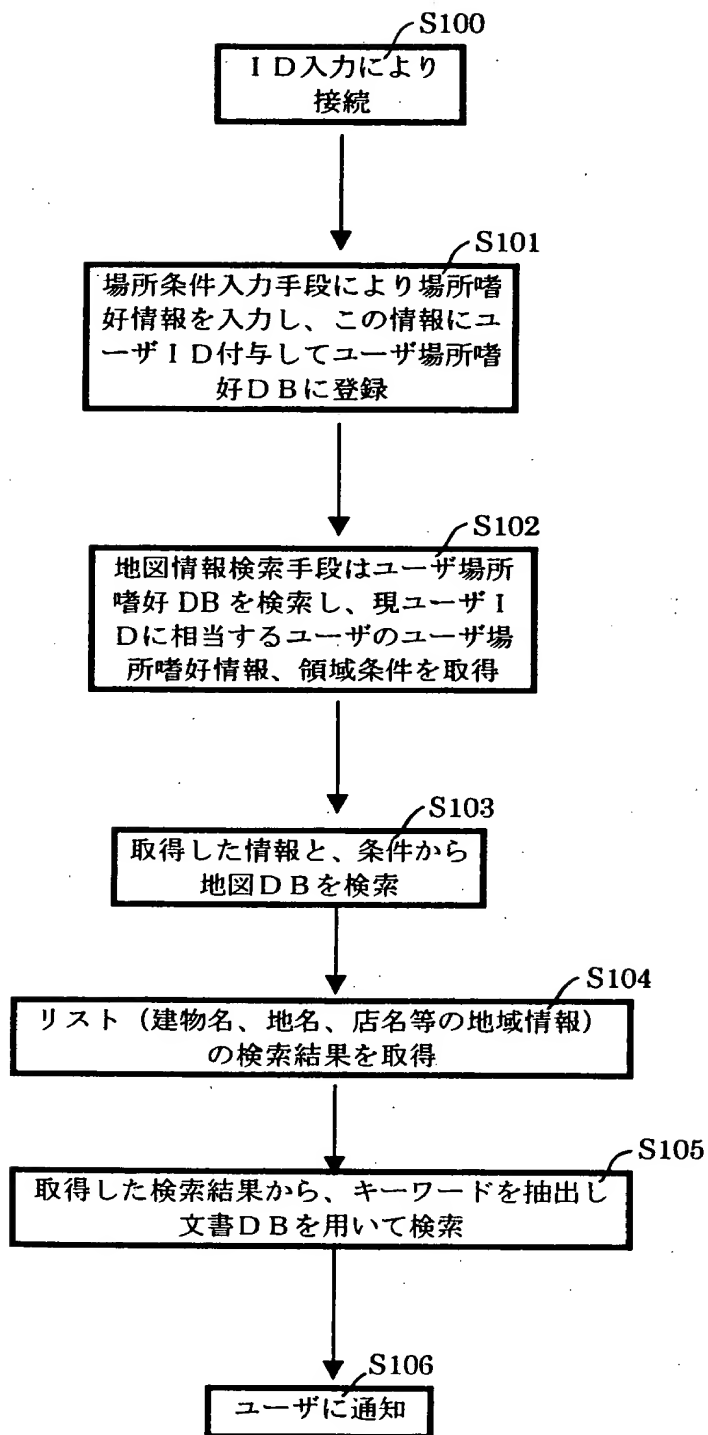 S100
ＩＤ入力により
接続
S101
場所条件入力手段により場所嗜
好情報を入力し、この情報にユ
ーザＩＤ付与してユーザ場所嗜
好ＤＢに登録
S102
地図情報検索手段はユーザ場所
嗜好 DB を検索し、現ユーザＩ
Ｄに相当するユーザのユーザ場
所嗜好情報、領域条件を取得
S103
取得した情報と、条件から
地図ＤＢを検索
S104
リスト（建物名、地名、店名等の地域情報）
の検索結果を取得
S105
取得した検索結果から、キーワードを抽出し
文書ＤＢを用いて検索
S106
ユーザに通知